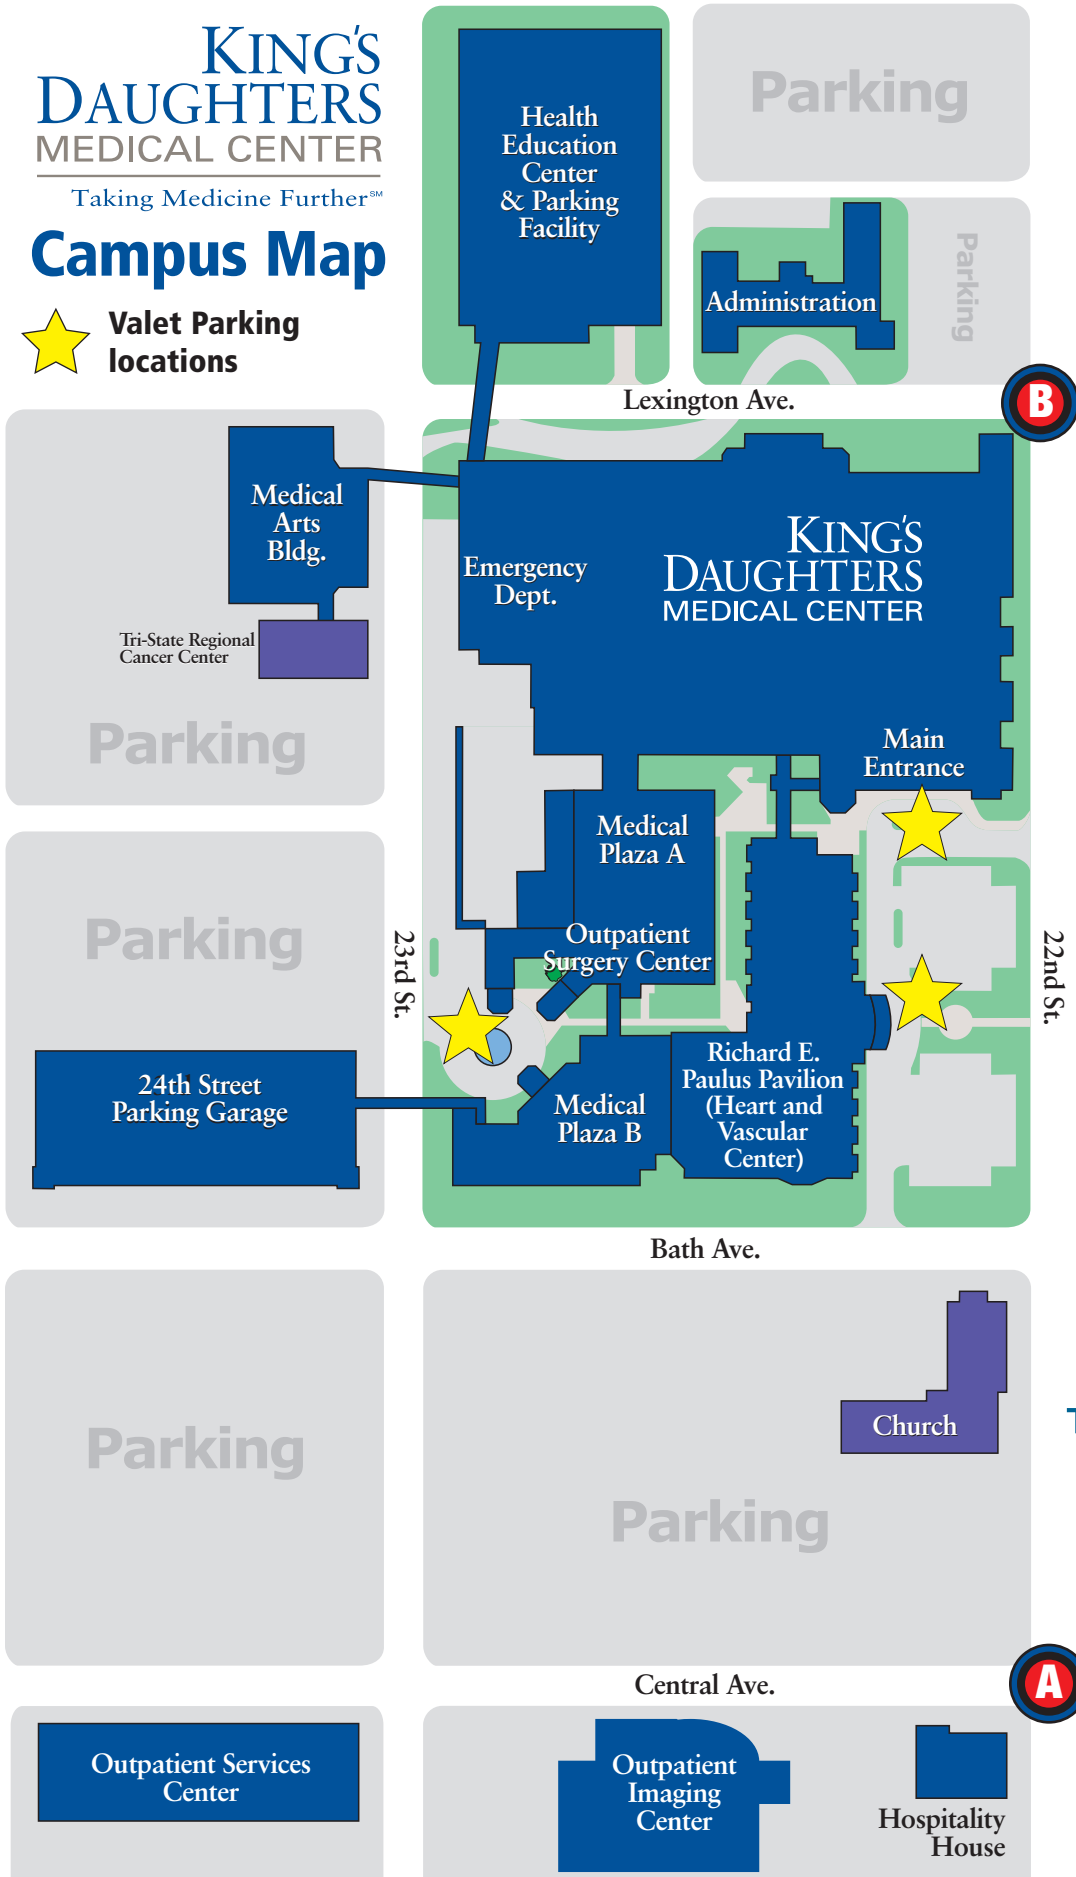 KING'S
DAUGHTERS
MEDICAL CENTER
Taking Medicine Further℠
Campus Map
Valet Parking
locations
Health
Education
Center
& Parking
Facility
Parking
Administration
Parking
Lexington Ave.
B
Medical
Arts
Bldg.
Tri-State Regional
Cancer Center
Parking
Emergency
Dept.
KING'S
DAUGHTERS
MEDICAL CENTER
Main
Entrance
Medical
Plaza A
Outpatient
Surgery Center
Parking
23rd St.
22nd St.
24th Street
Parking Garage
Medical
Plaza B
Richard E.
Paulus Pavilion
(Heart and
Vascular
Center)
Bath Ave.
Parking
Church
Parking
Central Ave.
A
Outpatient Services
Center
Outpatient
Imaging
Center
Hospitality
House